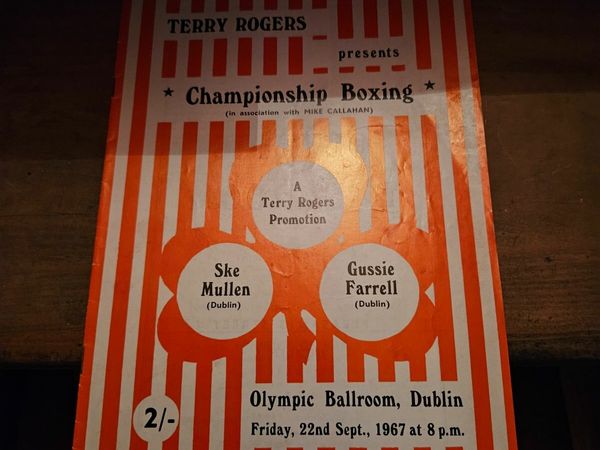 TERRY ROGERS
presents
★ Championship Boxing ★
(in association with MIKE CALLAHAN)
A
Terry Rogers
Promotion
Ske
Mullen
(Dublin)
Gussie
Farrell
(Dublin)
2/-
Olympic Ballroom, Dublin
Friday, 22nd Sept., 1967 at 8 p.m.